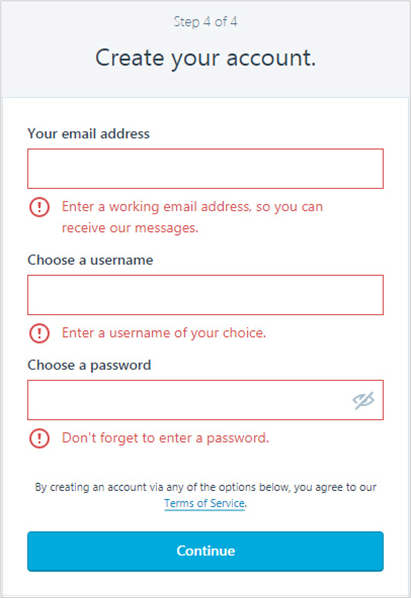 Step 4 of 4
Create your account.
Your email address
Enter a working email address, so you can
receive our messages.
Choose a username
Enter a username of your choice.
Choose a password
Don't forget to enter a password.
By creating an account via any of the options below, you agree to our
Terms of Service.
Continue